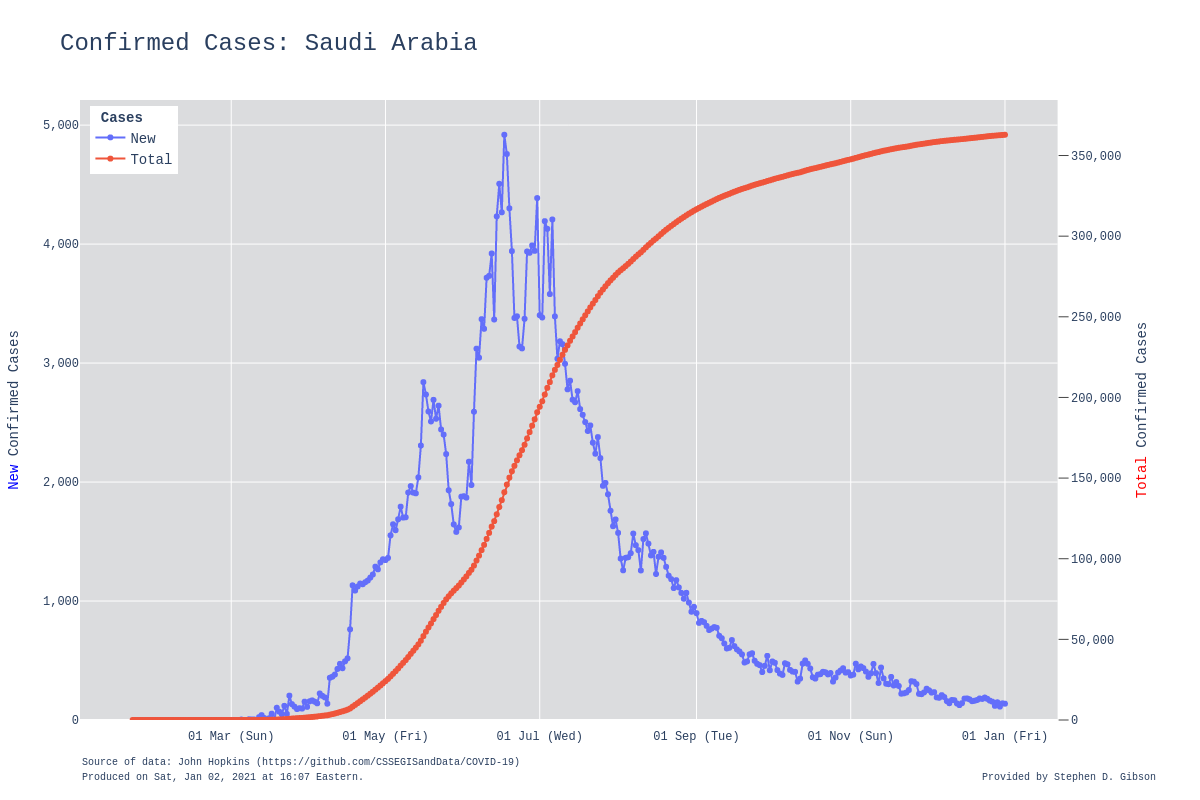 Confirmed Cases: Saudi Arabia
Cases
New
Total
5,000
4,000
3,000
2,000
1,000
0
350,000
300,000
250,000
200,000
150,000
100,000
50,000
0
New Confirmed Cases
Total Confirmed Cases
01 Mar (Sun) 01 May (Fri) 01 Jul (Wed) 01 Sep (Tue) 01 Nov (Sun) 01 Jan (Fri)
Source of data: John Hopkins (https://github.com/CSSEGISandData/COVID-19)
Produced on Sat, Jan 02, 2021 at 16:07 Eastern.
Provided by Stephen D. Gibson